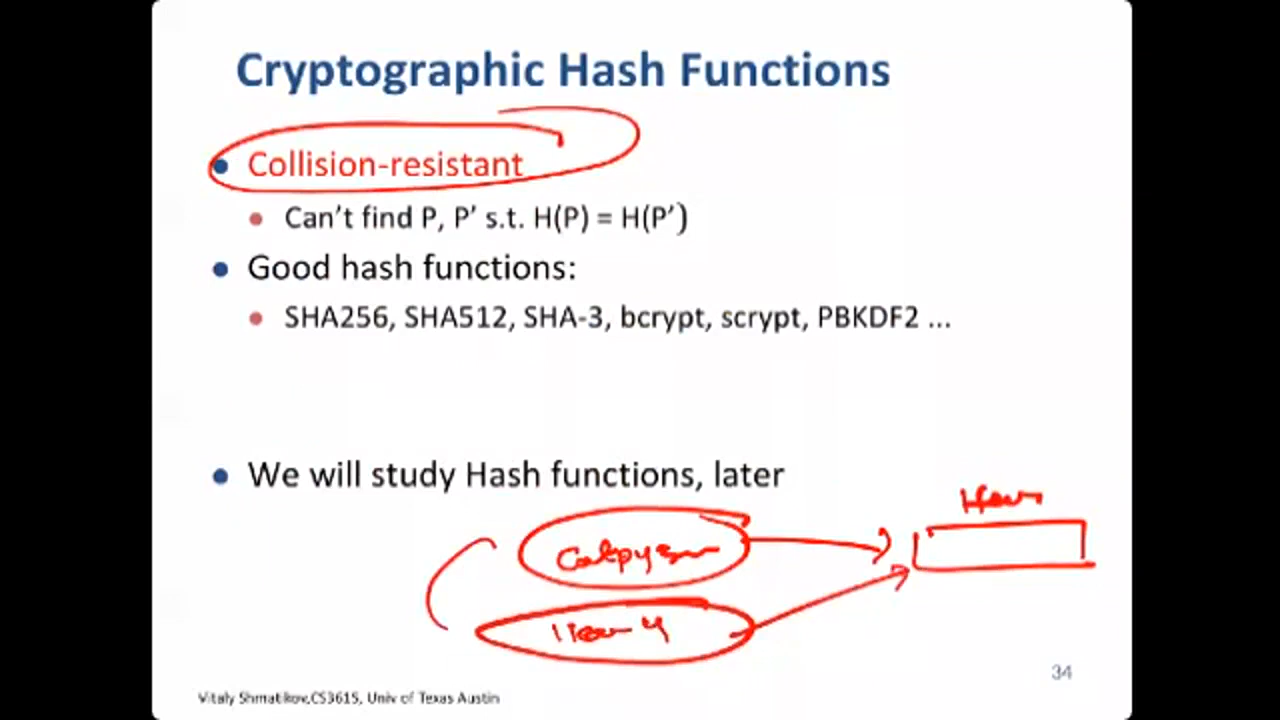 Cryptographic Hash Functions
• Collision-resistant
• Can't find P, P' s.t. H(P) = H(P')
• Good hash functions:
• SHA256, SHA512, SHA-3, bcrypt, scrypt, PBKDF2 ...
• We will study Hash functions, later
34
Vitaly Shmatikov,CS3615, Univ of Texas Austin